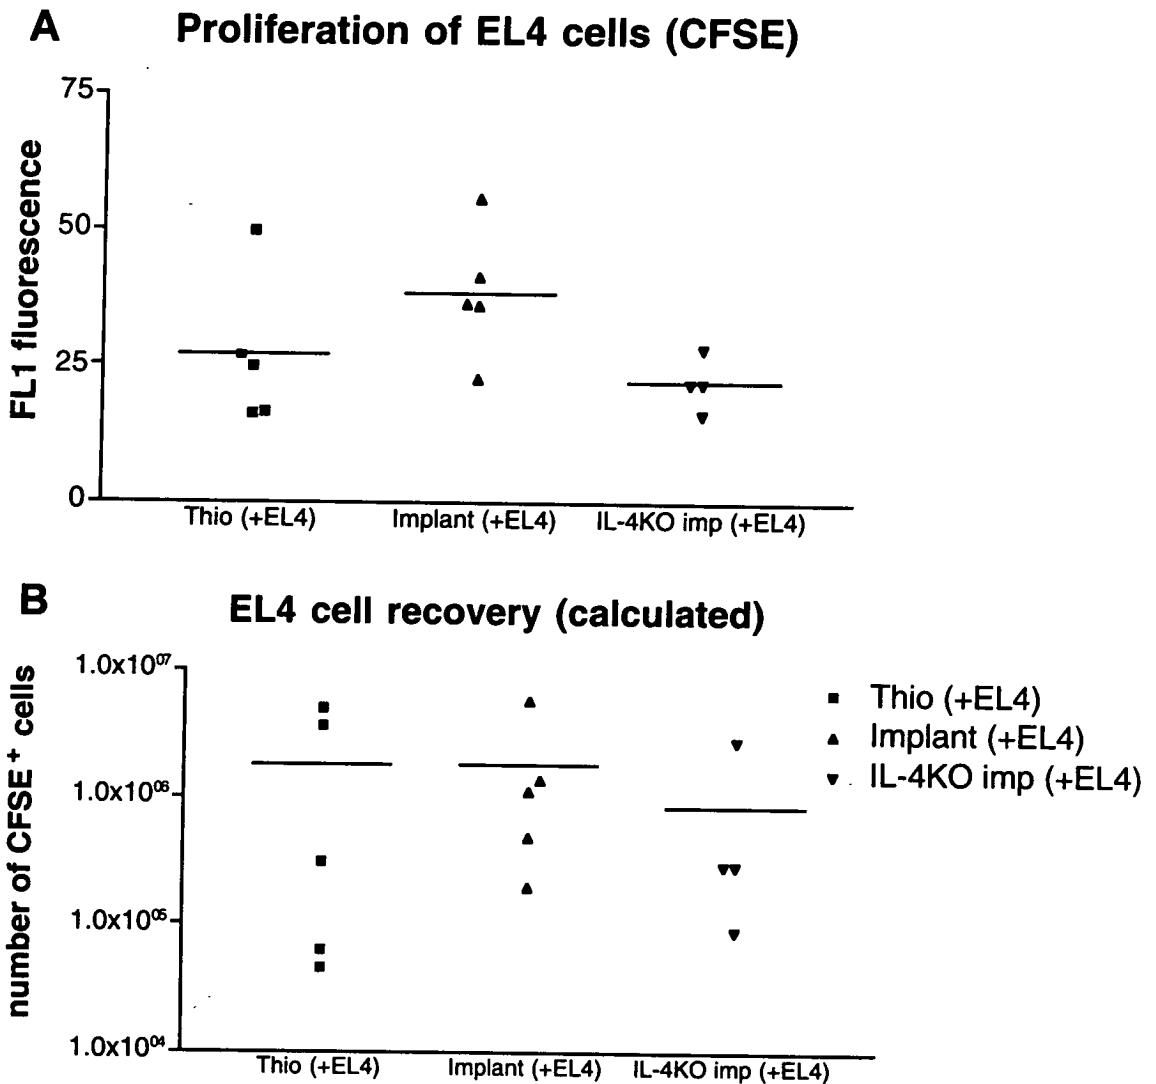 A
Proliferation of EL4 cells (CFSE)
75
50
25
0
FL1 fluorescence
Thio (+EL4)
Implant (+EL4)
IL-4KO imp (+EL4)
B
EL4 cell recovery (calculated)
1.0x10⁰⁷
1.0x10⁰⁶
1.0x10⁰⁵
1.0x10⁰⁴
number of CFSE⁺ cells
Thio (+EL4)
Implant (+EL4)
IL-4KO imp (+EL4)
Thio (+EL4)
Implant (+EL4)
IL-4KO imp (+EL4)